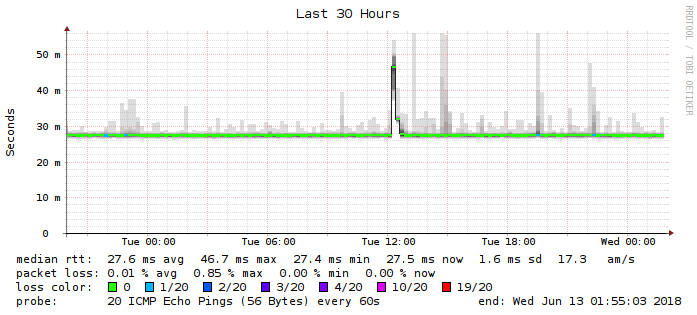 Last 30 Hours
RRDTOOL / TOBI OETIKER
Seconds
50 m
40 m
30 m
20 m
10 m
0
Tue 00:00 Tue 06:00 Tue 12:00 Tue 18:00 Wed 00:00
median rtt: 27.6 ms avg 46.7 ms max 27.4 ms min 27.5 ms now 1.6 ms sd 17.3 am/s
packet loss: 0.01 % avg 0.85 % max 0.00 % min 0.00 % now
loss color: 0 1/20 2/20 3/20 4/20 10/20 19/20
probe: 20 ICMP Echo Pings (56 Bytes) every 60s end: Wed Jun 13 01:55:03 2018